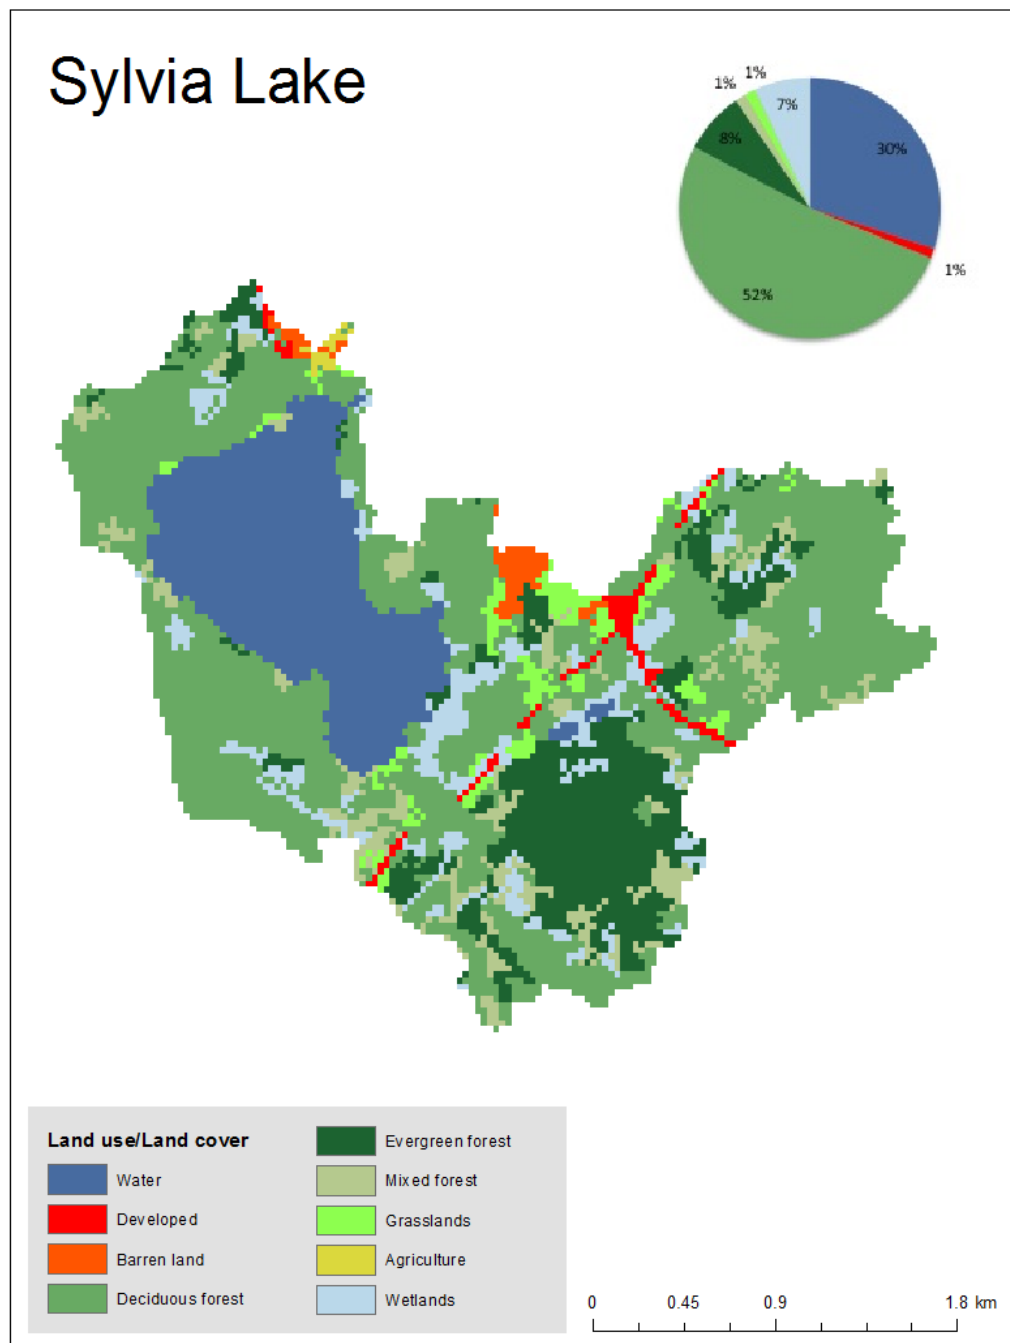 Sylvia Lake
1%
1%
7%
30%
8%
1%
52%
Land use/Land cover
Water
Developed
Barren land
Deciduous forest
Evergreen forest
Mixed forest
Grasslands
Agriculture
Wetlands
0 0.45 0.9 1.8 km